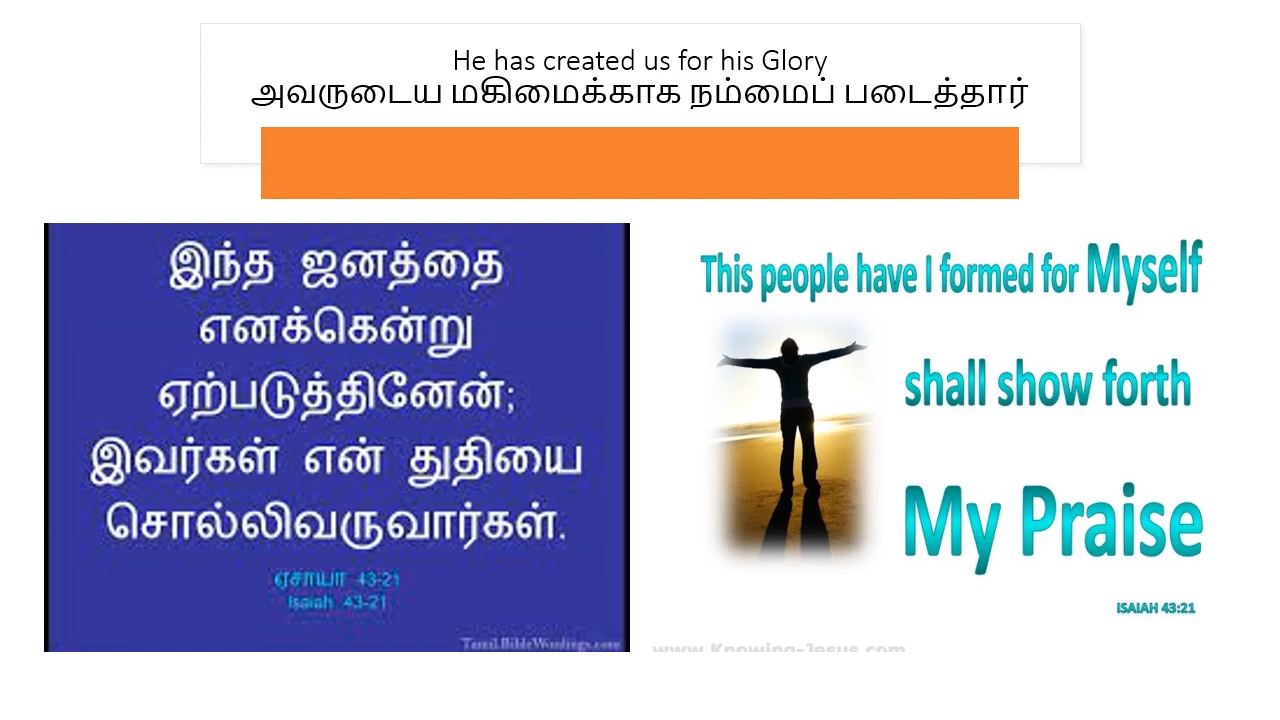 He has created us for his Glory
அவருடைய மகிமைக்காக நம்மைப் படைத்தார்
இந்த ஜனத்தை
எனக்கென்று
ஏற்படுத்தினேன்;
இவர்கள் என் துதியை
சொல்லிவருவார்கள்.
ஏசாயா 43-21
Isaiah 43-21
Tamil.BibleWordings.com
This people have I formed for Myself
shall show forth
My Praise
ISAIAH 43:21
www.Knowing-Jesus.com